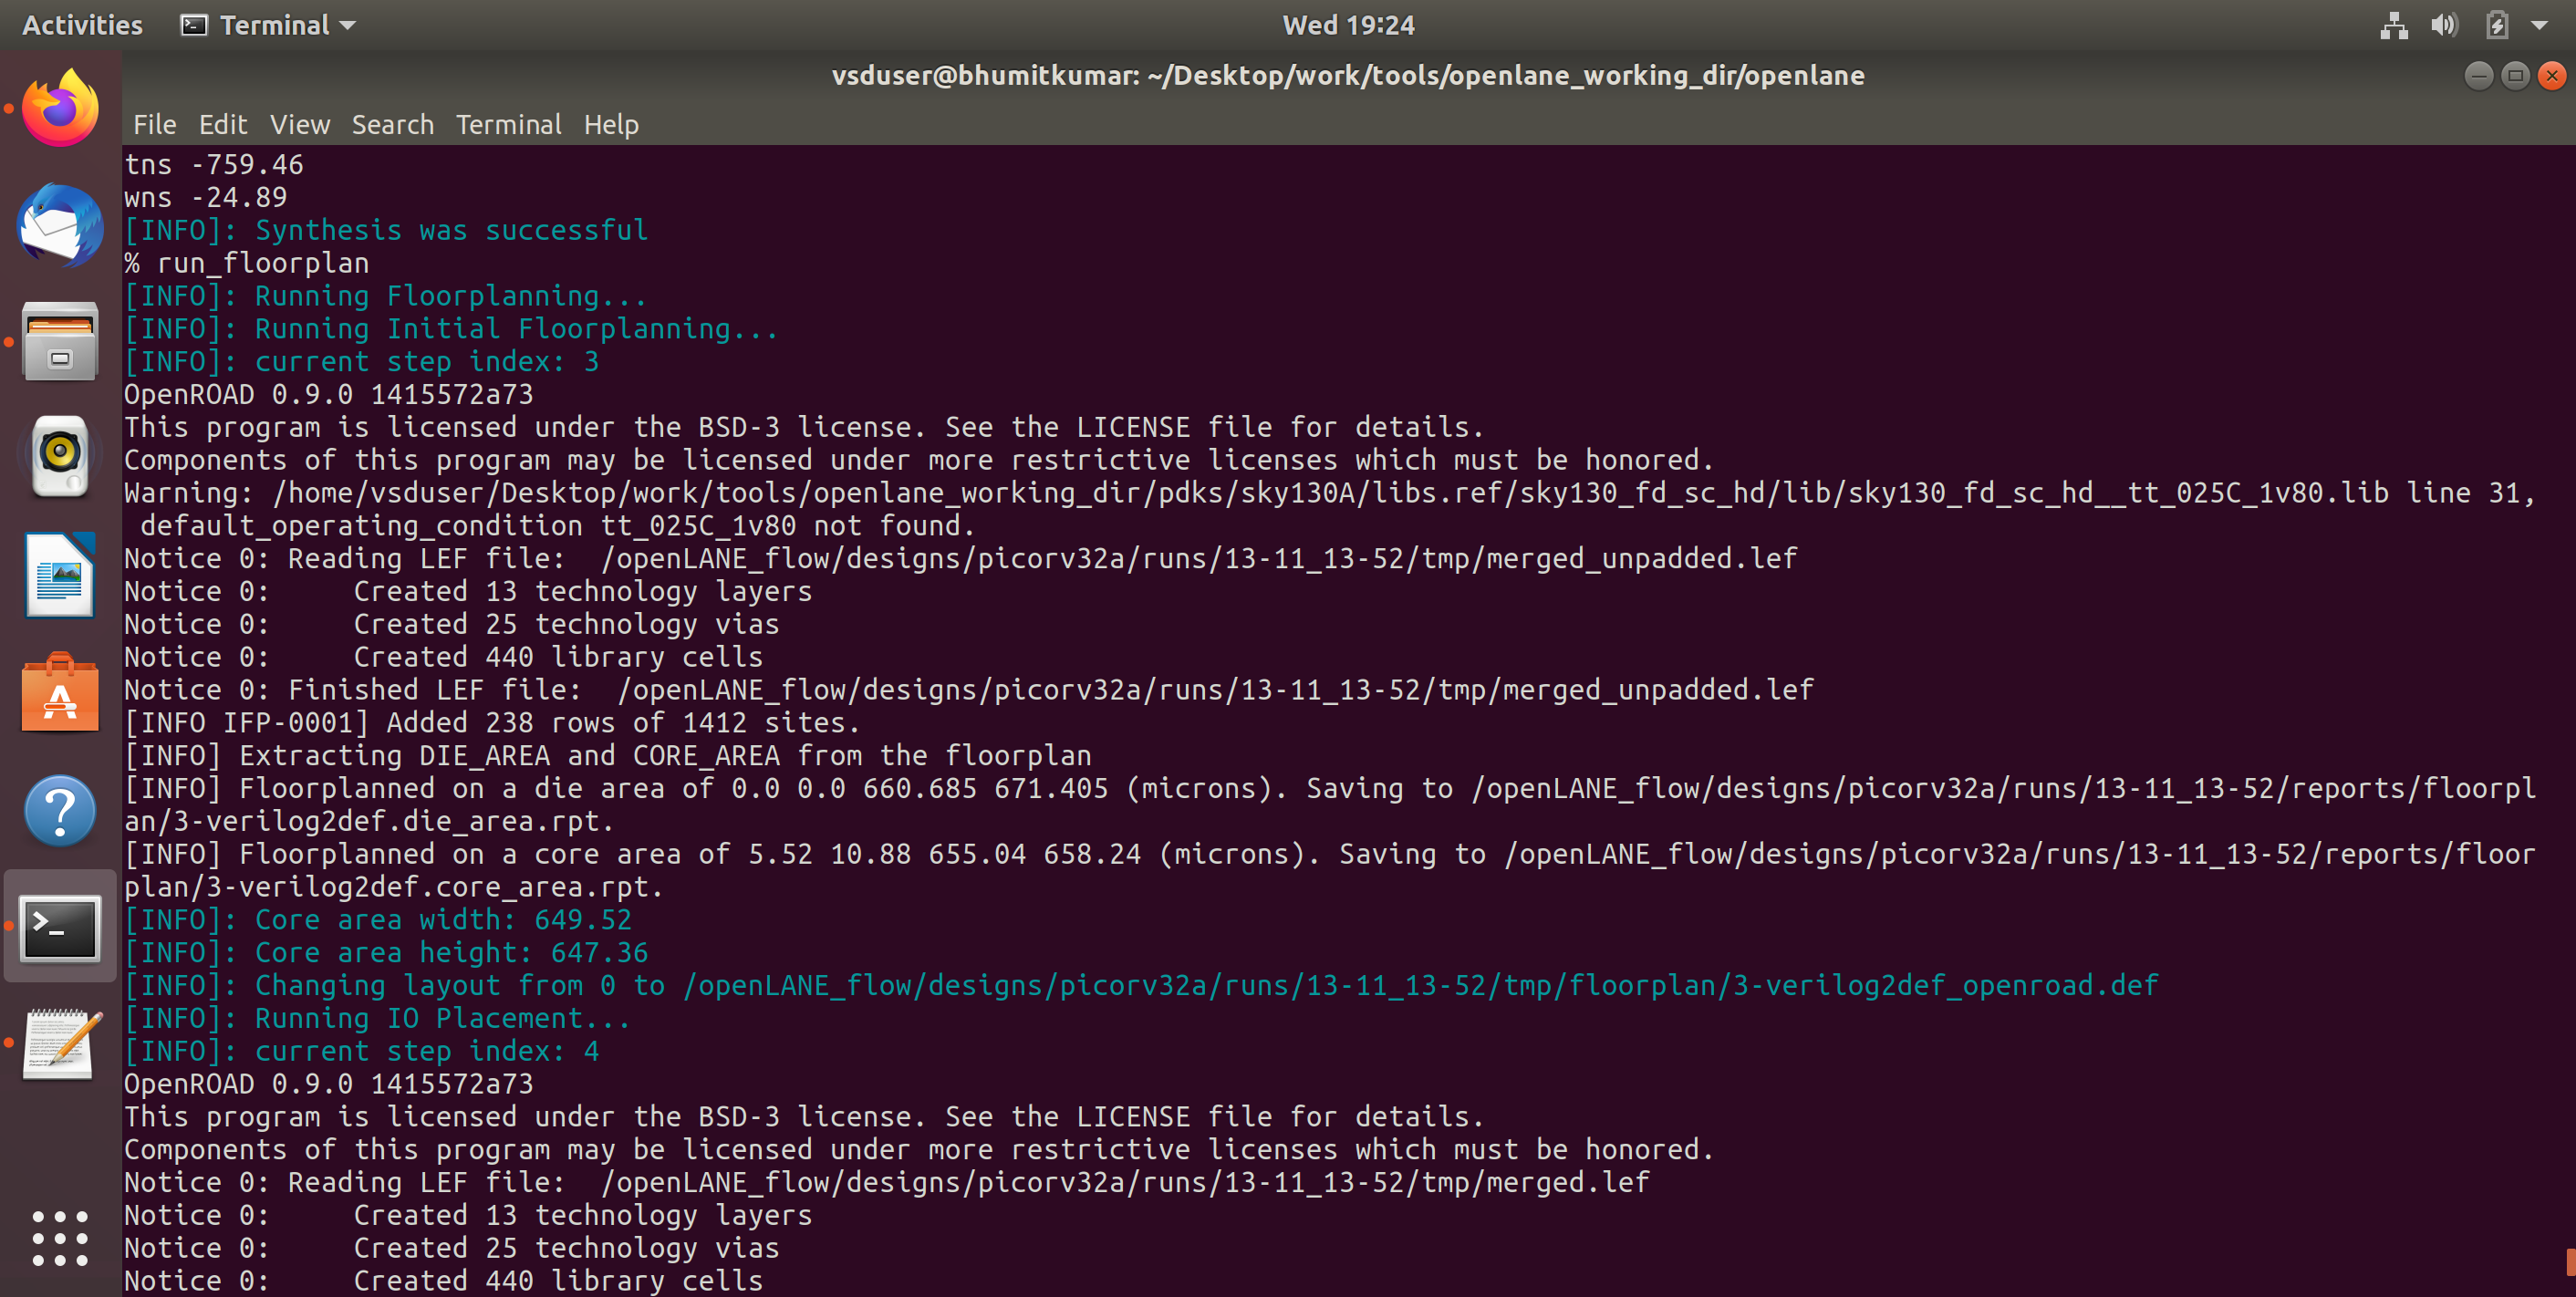 Activities Terminal Wed 19:24
vsduser@bhumitkumar: ~/Desktop/work/tools/openlane_working_dir/openlane
File Edit View Search Terminal Help
tns -759.46
wns -24.89
[INFO]: Synthesis was successful
% run_floorplan
[INFO]: Running Floorplanning...
[INFO]: Running Initial Floorplanning...
[INFO]: current step index: 3
OpenROAD 0.9.0 1415572a73
This program is licensed under the BSD-3 license. See the LICENSE file for details.
Components of this program may be licensed under more restrictive licenses which must be honored.
Warning: /home/vsduser/Desktop/work/tools/openlane_working_dir/pdks/sky130A/libs.ref/sky130_fd_sc_hd/lib/sky130_fd_sc_hd__tt_025C_1v80.lib line 31,
 default_operating_condition tt_025C_1v80 not found.
Notice 0: Reading LEF file:  /openLANE_flow/designs/picorv32a/runs/13-11_13-52/tmp/merged_unpadded.lef
Notice 0:     Created 13 technology layers
Notice 0:     Created 25 technology vias
Notice 0:     Created 440 library cells
Notice 0: Finished LEF file:  /openLANE_flow/designs/picorv32a/runs/13-11_13-52/tmp/merged_unpadded.lef
[INFO IFP-0001] Added 238 rows of 1412 sites.
[INFO] Extracting DIE_AREA and CORE_AREA from the floorplan
[INFO] Floorplanned on a die area of 0.0 0.0 660.685 671.405 (microns). Saving to /openLANE_flow/designs/picorv32a/runs/13-11_13-52/reports/floorpl
an/3-verilog2def.die_area.rpt.
[INFO] Floorplanned on a core area of 5.52 10.88 655.04 658.24 (microns). Saving to /openLANE_flow/designs/picorv32a/runs/13-11_13-52/reports/floor
plan/3-verilog2def.core_area.rpt.
[INFO]: Core area width: 649.52
[INFO]: Core area height: 647.36
[INFO]: Changing layout from 0 to /openLANE_flow/designs/picorv32a/runs/13-11_13-52/tmp/floorplan/3-verilog2def_openroad.def
[INFO]: Running IO Placement...
[INFO]: current step index: 4
OpenROAD 0.9.0 1415572a73
This program is licensed under the BSD-3 license. See the LICENSE file for details.
Components of this program may be licensed under more restrictive licenses which must be honored.
Notice 0: Reading LEF file:  /openLANE_flow/designs/picorv32a/runs/13-11_13-52/tmp/merged.lef
Notice 0:     Created 13 technology layers
Notice 0:     Created 25 technology vias
Notice 0:     Created 440 library cells